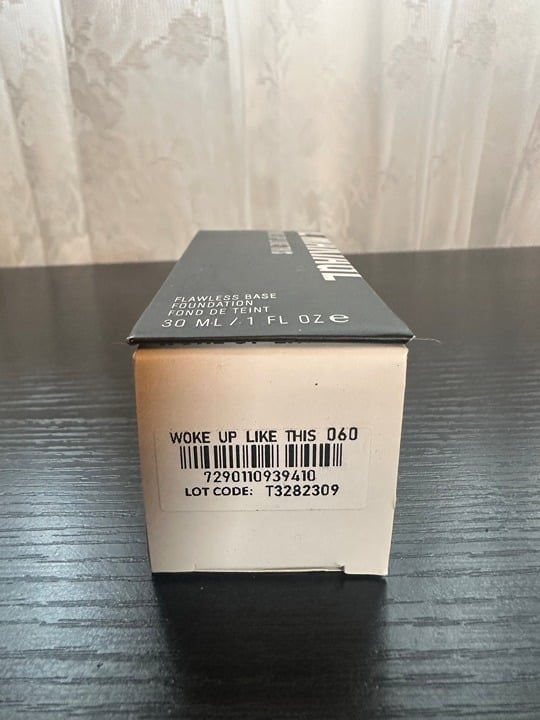 FLAWLESS BASE
FOUNDATION
FOND DE TEINT
30 ML / 1 FL OZ ℮
WOKE UP LIKE THIS 060
7290110939410
LOT CODE: T3282309